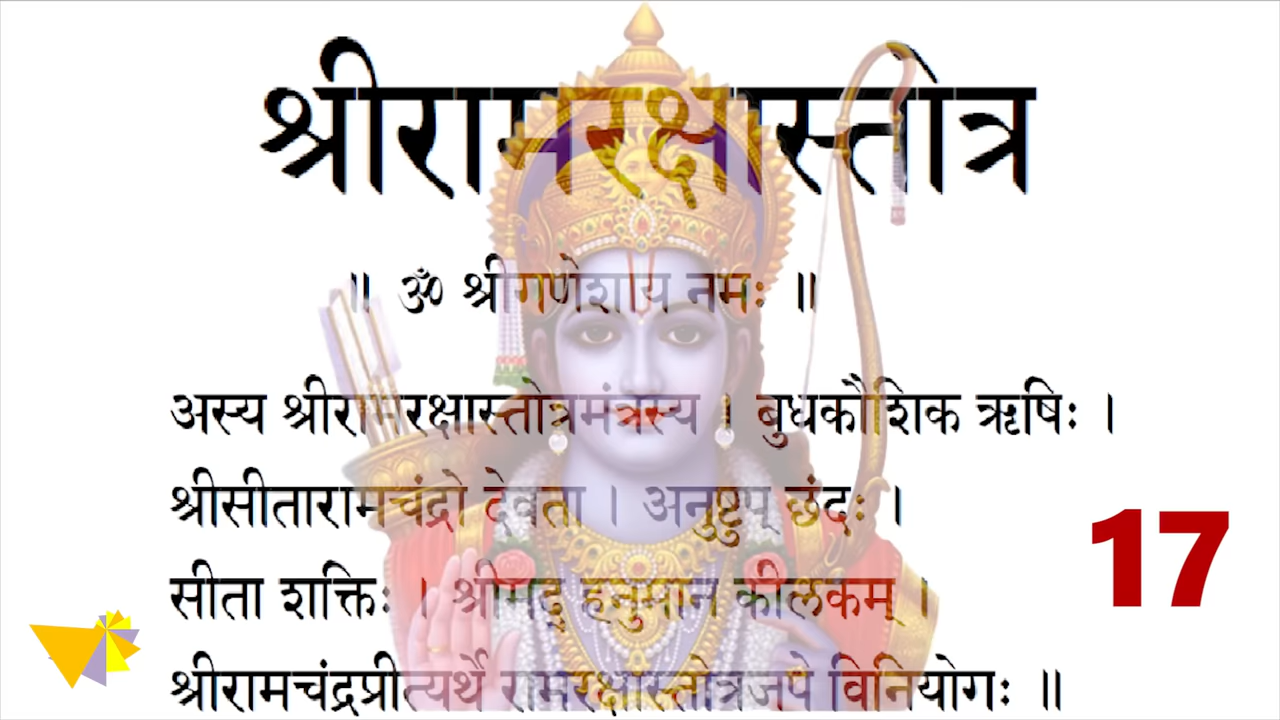 श्रीरामरक्षास्तोत्र
॥ ॐ श्रीगणेशाय नमः ॥
अस्य श्रीरामरक्षास्तोत्रमंत्रस्य । बुधकौशिक ऋषिः ।
श्रीसीतारामचंद्रो देवता । अनुष्टुप् छंदः ।
17
सीता शक्तिः । श्रीमद् हनुमान कीलकम् ।
श्रीरामचंद्रप्रीत्यर्थे रामरक्षास्तोत्रजपे विनियोगः ॥